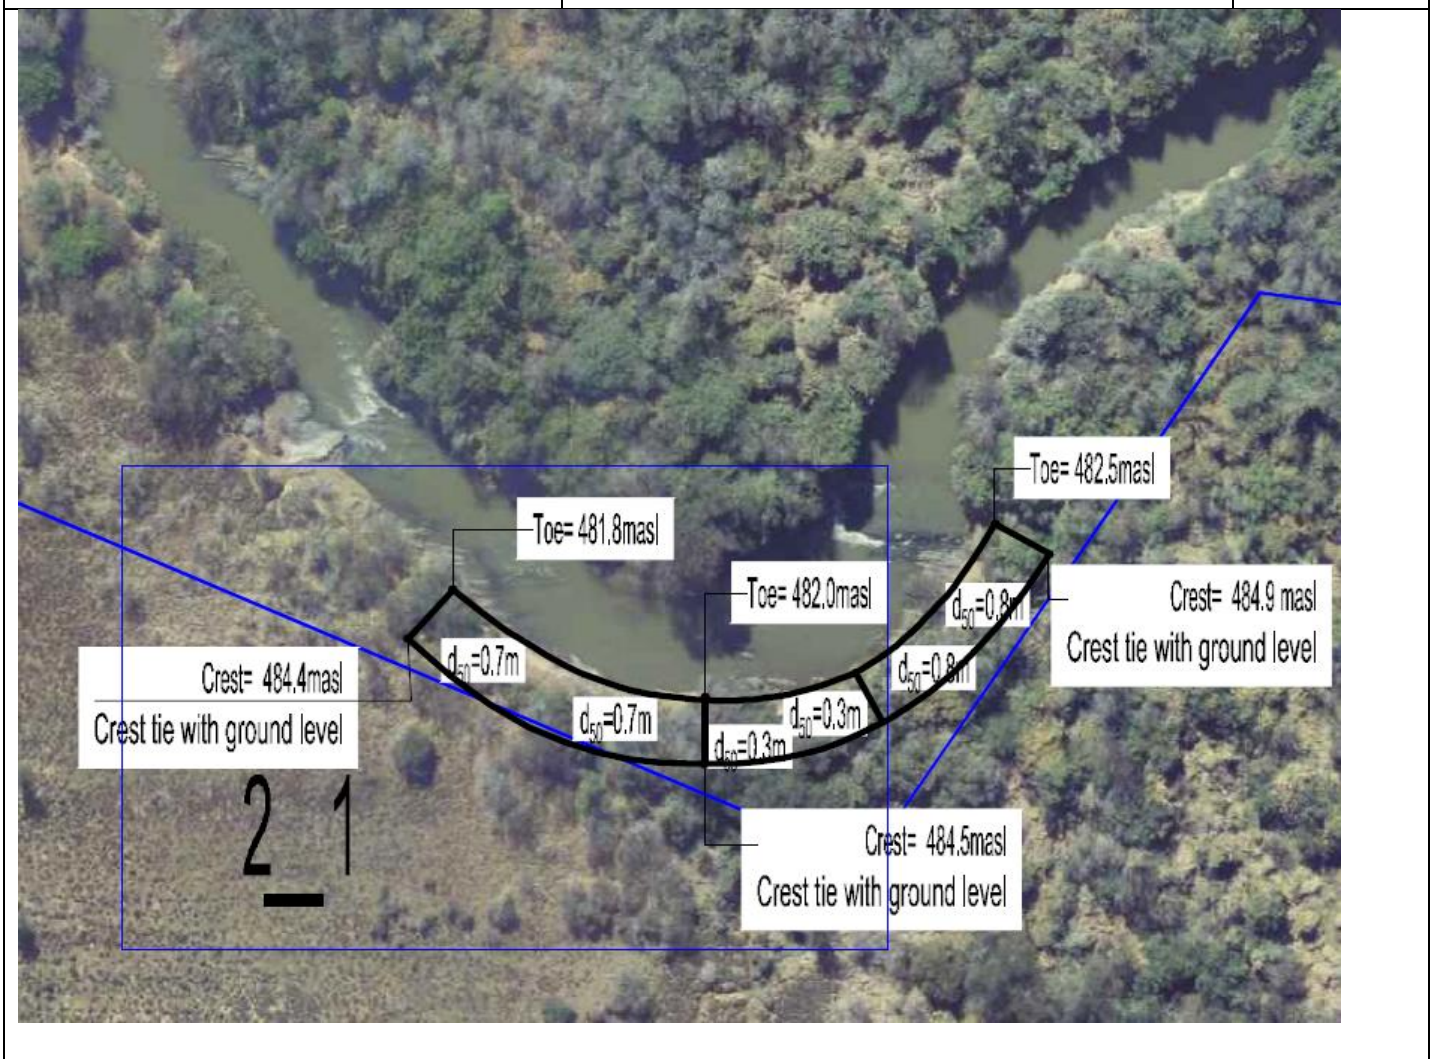 Toe= 482.5masl
Toe= 481.8masl
Toe= 482.0masl
d50=0.8m
Crest= 484.9 masl
Crest tie with ground level
d50=0.7m
d50=0.8m
Crest= 484.4masl
Crest tie with ground level
d50=0.7m
d50=0.3m
d50=0.3m
2_1
Crest= 484.5masl
Crest tie with ground level